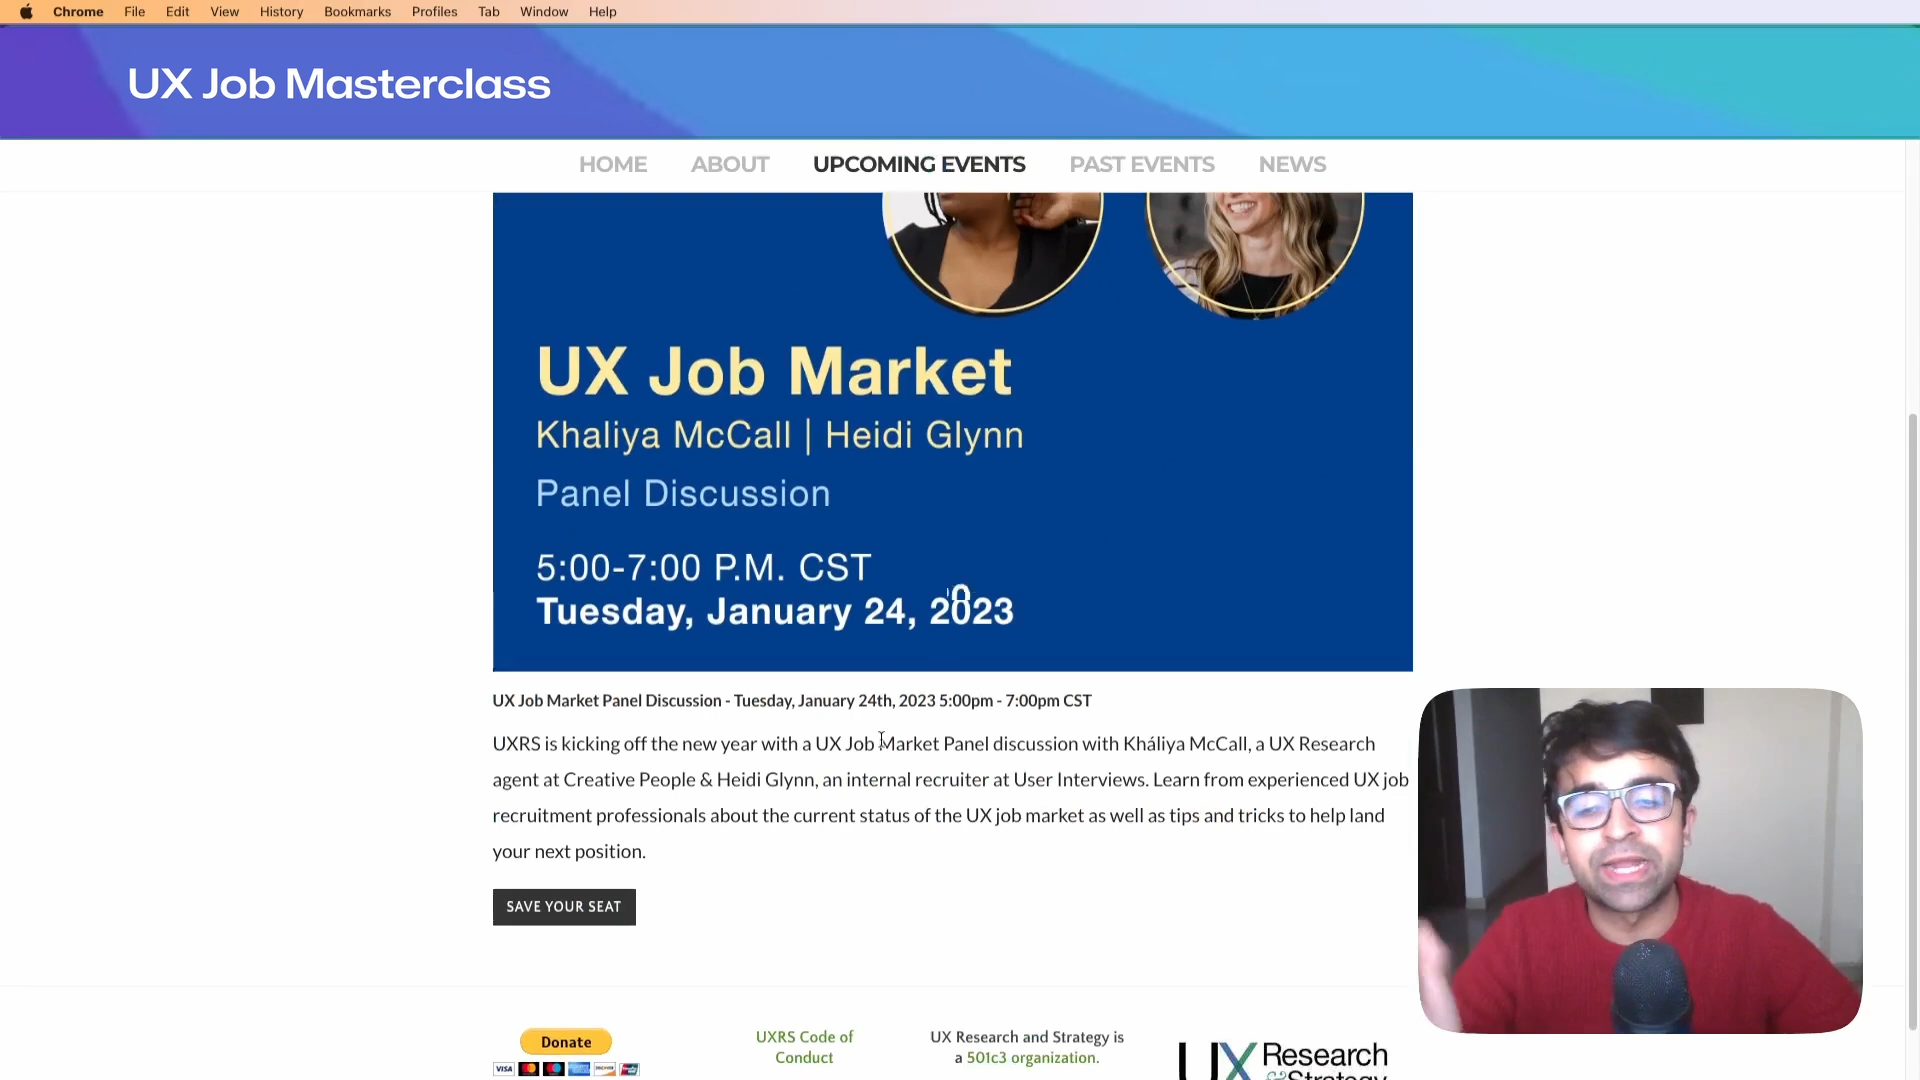 Chrome File Edit View History Bookmarks Profiles Tab Window Help
UX Job Masterclass
HOME ABOUT UPCOMING EVENTS PAST EVENTS NEWS
UX Job Market
Khaliya McCall | Heidi Glynn
Panel Discussion
5:00-7:00 P.M. CST
Tuesday, January 24, 2023
UX Job Market Panel Discussion - Tuesday, January 24th, 2023 5:00pm - 7:00pm CST
UXRS is kicking off the new year with a UX Job Market Panel discussion with Kháliya McCall, a UX Research
agent at Creative People & Heidi Glynn, an internal recruiter at User Interviews. Learn from experienced UX job
recruitment professionals about the current status of the UX job market as well as tips and tricks to help land
your next position.
SAVE YOUR SEAT
Donate
VISA
DISCOVER
UXRS Code of
Conduct
UX Research and Strategy is
a 501c3 organization.
UX Research
& Strategy